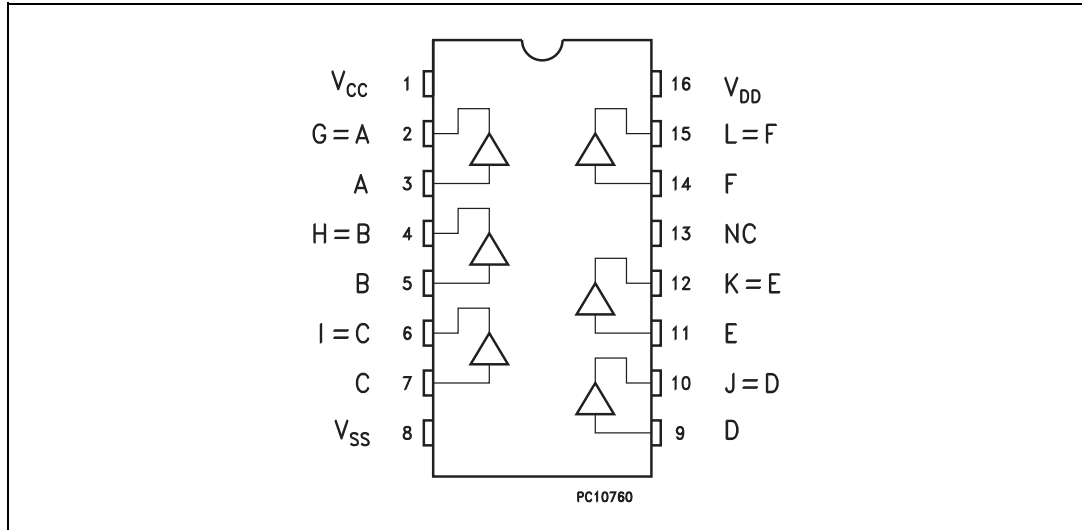 V_CC 1 16 V_DD
G = A 2 15 L = F
A 3 14 F
H = B 4 13 NC
B 5 12 K = E
I = C 6 11 E
C 7 10 J = D
V_SS 8 9 D
PC10760